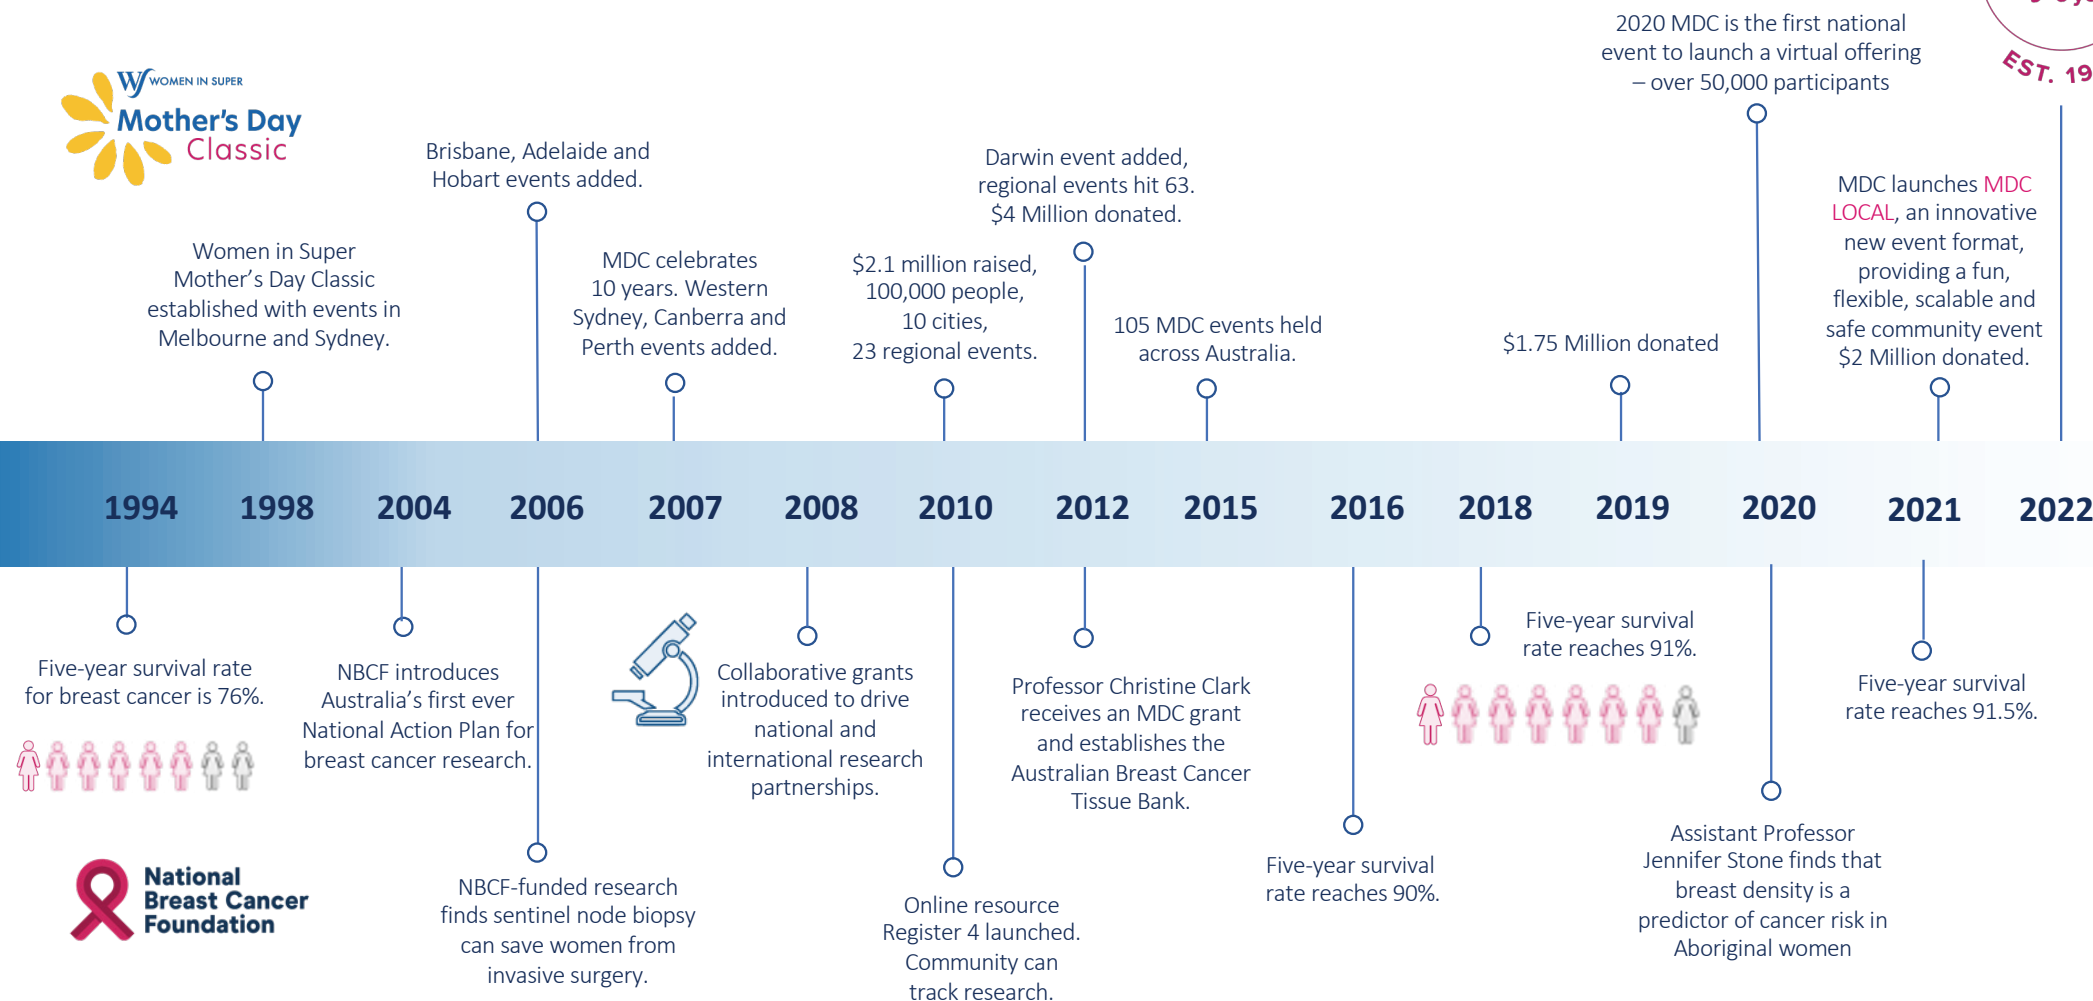 WOMEN IN SUPER
Mother's Day
Classic
Women in Super
Mother's Day Classic
established with events in
Melbourne and Sydney.
Brisbane, Adelaide and
Hobart events added.
MDC celebrates
10 years. Western
Sydney, Canberra and
Perth events added.
$2.1 million raised,
100,000 people,
10 cities,
23 regional events.
Darwin event added,
regional events hit 63.
$4 Million donated.
105 MDC events held
across Australia.
$1.75 Million donated
2020 MDC is the first national
event to launch a virtual offering
– over 50,000 participants
MDC launches MDC
LOCAL, an innovative
new event format,
providing a fun,
flexible, scalable and
safe community event
$2 Million donated.
EST. 19
1994 1998 2004 2006 2007 2008 2010 2012 2015 2016 2018 2019 2020 2021 2022
Five-year survival rate
for breast cancer is 76%.
NBCF introduces
Australia's first ever
National Action Plan for
breast cancer research.
NBCF-funded research
finds sentinel node biopsy
can save women from
invasive surgery.
Collaborative grants
introduced to drive
national and
international research
partnerships.
Online resource
Register 4 launched.
Community can
track research.
Professor Christine Clark
receives an MDC grant
and establishes the
Australian Breast Cancer
Tissue Bank.
Five-year survival
rate reaches 90%.
Five-year survival
rate reaches 91%.
Assistant Professor
Jennifer Stone finds that
breast density is a
predictor of cancer risk in
Aboriginal women
Five-year survival
rate reaches 91.5%.
National
Breast Cancer
Foundation